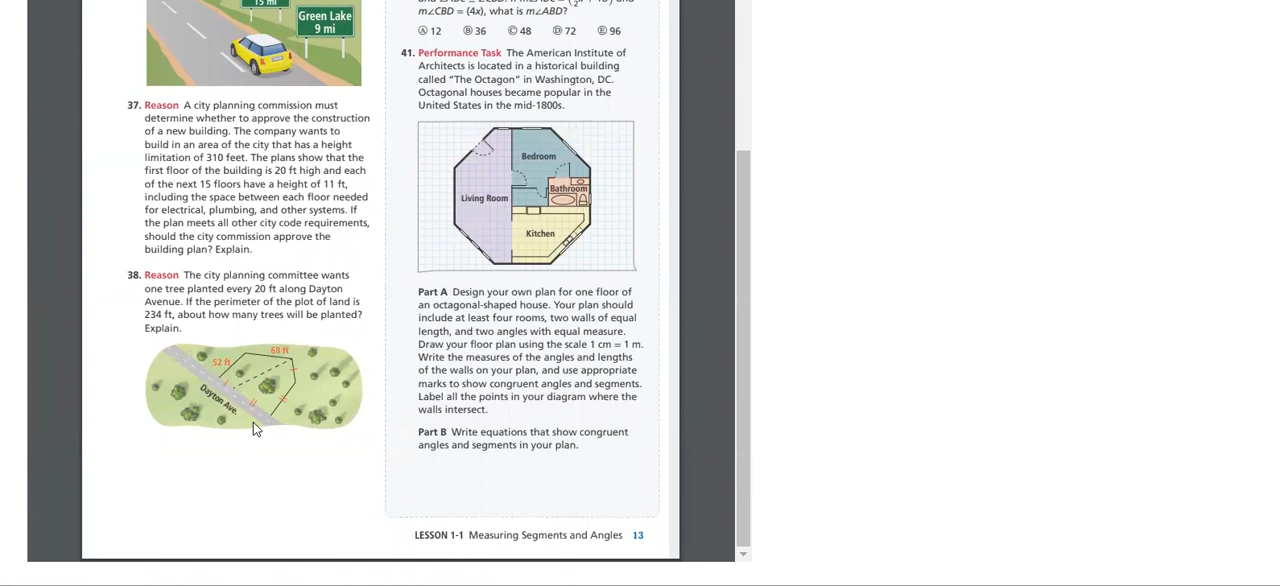 15 mi
Green Lake
9 mi
37. Reason A city planning commission must
determine whether to approve the construction
of a new building. The company wants to
build in an area of the city that has a height
limitation of 310 feet. The plans show that the
first floor of the building is 20 ft high and each
of the next 15 floors have a height of 11 ft,
including the space between each floor needed
for electrical, plumbing, and other systems. If
the plan meets all other city code requirements,
should the city commission approve the
building plan? Explain.
38. Reason The city planning committee wants
one tree planted every 20 ft along Dayton
Avenue. If the perimeter of the plot of land is
234 ft, about how many trees will be planted?
Explain.
68 ft
52 ft
Dayton Ave.
m∠CBD = (4x), what is m∠ABD?
Ⓐ 12 Ⓑ 36 Ⓒ 48 Ⓓ 72 Ⓔ 96
41. Performance Task The American Institute of
Architects is located in a historical building
called “The Octagon” in Washington, DC.
Octagonal houses became popular in the
United States in the mid-1800s.
Bedroom
Bathroom
Living Room
Kitchen
Part A Design your own plan for one floor of
an octagonal-shaped house. Your plan should
include at least four rooms, two walls of equal
length, and two angles with equal measure.
Draw your floor plan using the scale 1 cm = 1 m.
Write the measures of the angles and lengths
of the walls on your plan, and use appropriate
marks to show congruent angles and segments.
Label all the points in your diagram where the
walls intersect.
Part B Write equations that show congruent
angles and segments in your plan.
LESSON 1-1 Measuring Segments and Angles 13